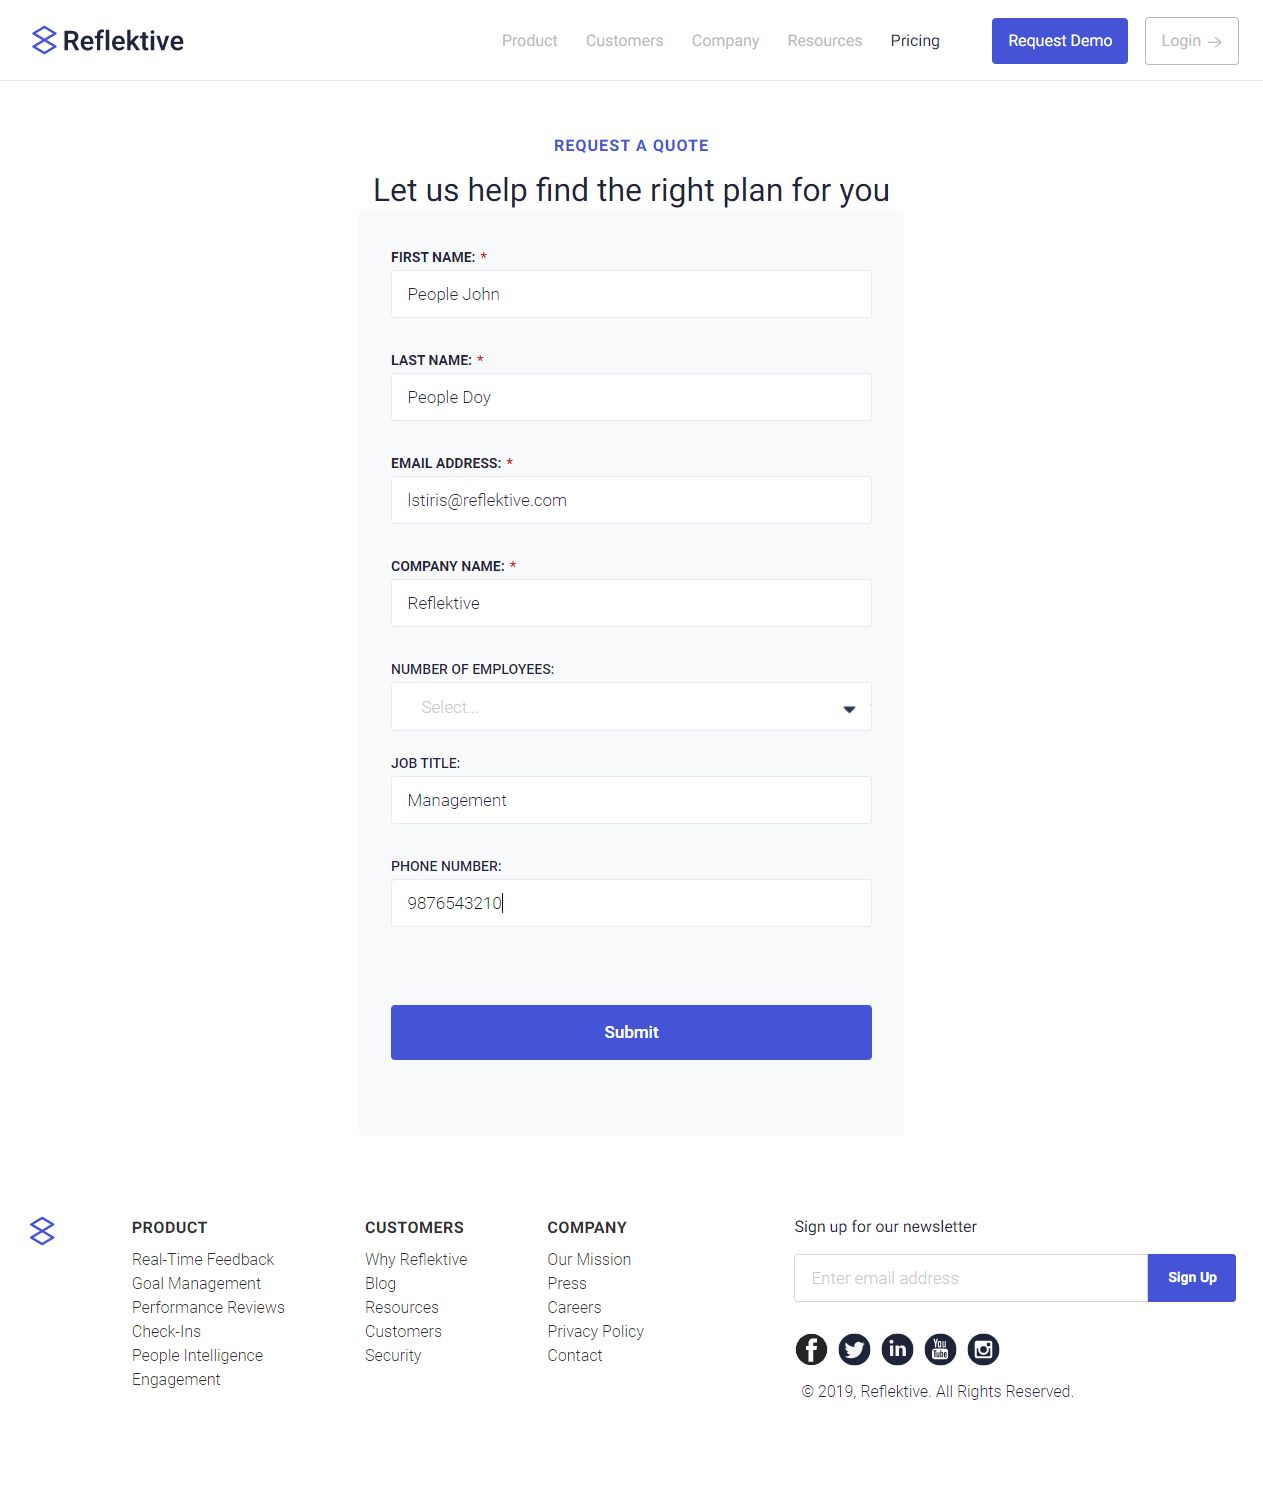 Reflektive
Product Customers Company Resources Pricing Request Demo Login →
REQUEST A QUOTE
Let us help find the right plan for you
FIRST NAME: *
People John
LAST NAME: *
People Doy
EMAIL ADDRESS: *
lstiris@reflektive.com
COMPANY NAME: *
Reflektive
NUMBER OF EMPLOYEES:
Select...
JOB TITLE:
Management
PHONE NUMBER:
9876543210
Submit
PRODUCT
Real-Time Feedback
Goal Management
Performance Reviews
Check-Ins
People Intelligence
Engagement
CUSTOMERS
Why Reflektive
Blog
Resources
Customers
Security
COMPANY
Our Mission
Press
Careers
Privacy Policy
Contact
Sign up for our newsletter
Enter email address Sign Up
f in You Tube
© 2019, Reflektive. All Rights Reserved.